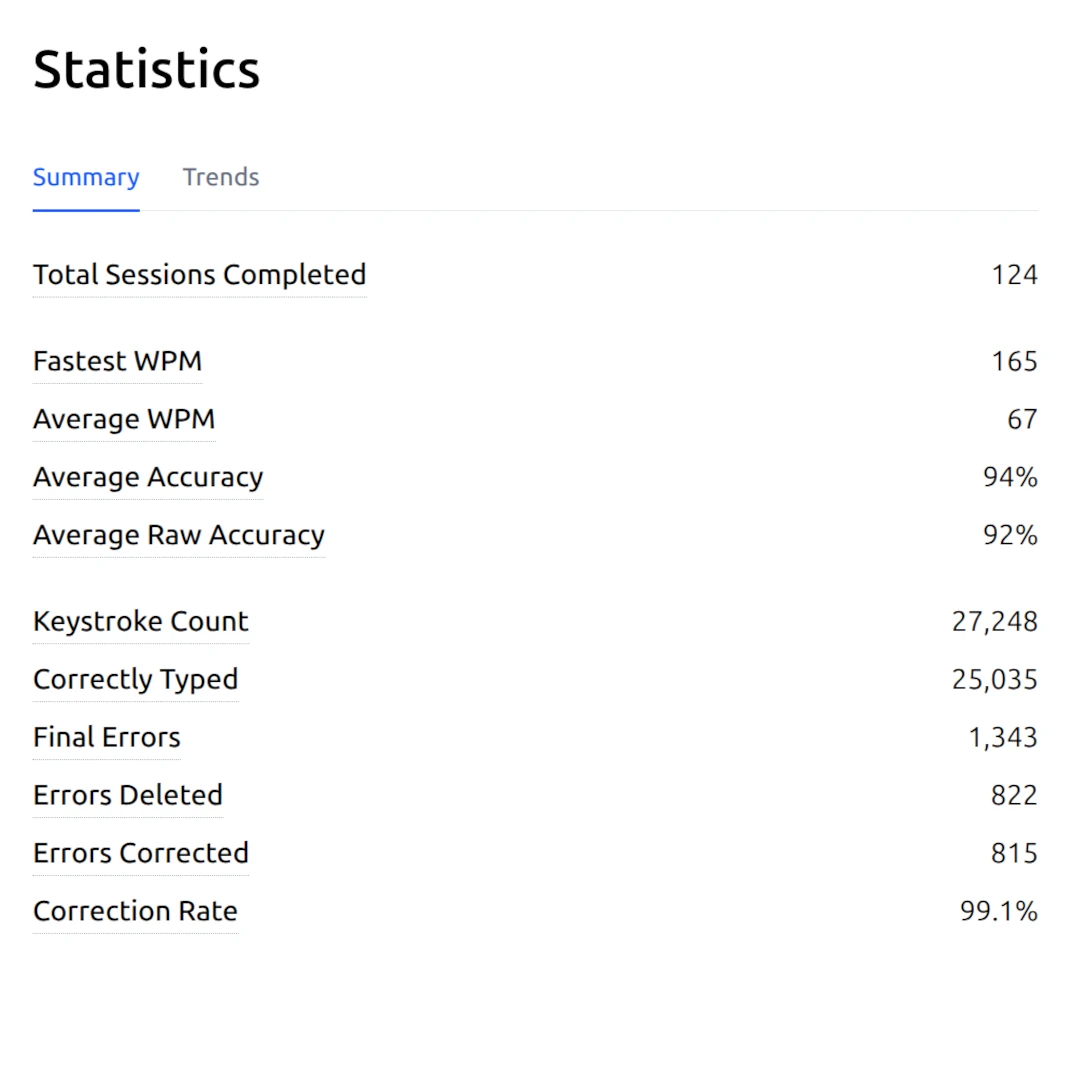 Statistics
Summary Trends
Total Sessions Completed 124
Fastest WPM 165
Average WPM 67
Average Accuracy 94%
Average Raw Accuracy 92%
Keystroke Count 27,248
Correctly Typed 25,035
Final Errors 1,343
Errors Deleted 822
Errors Corrected 815
Correction Rate 99.1%